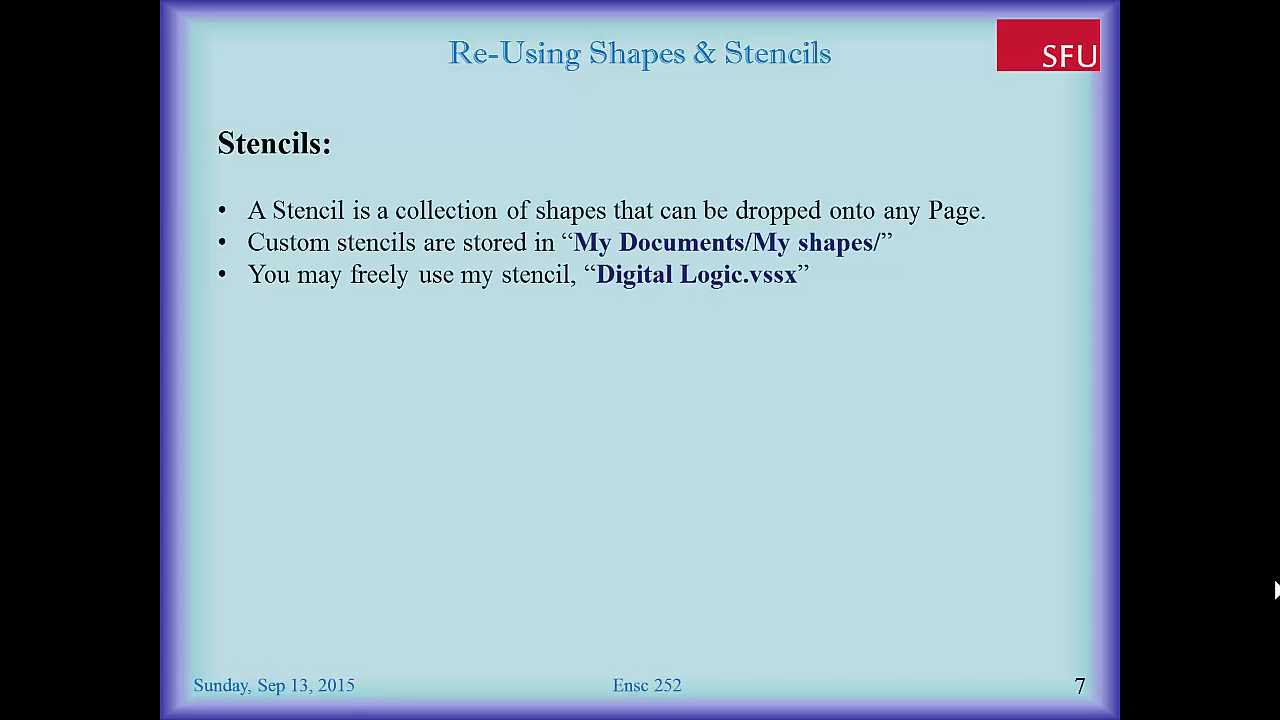 Re-Using Shapes & Stencils
SFU
Stencils:
• A Stencil is a collection of shapes that can be dropped onto any Page.
• Custom stencils are stored in “My Documents/My shapes/”
• You may freely use my stencil, “Digital Logic.vssx”
Sunday, Sep 13, 2015
Ensc 252
7